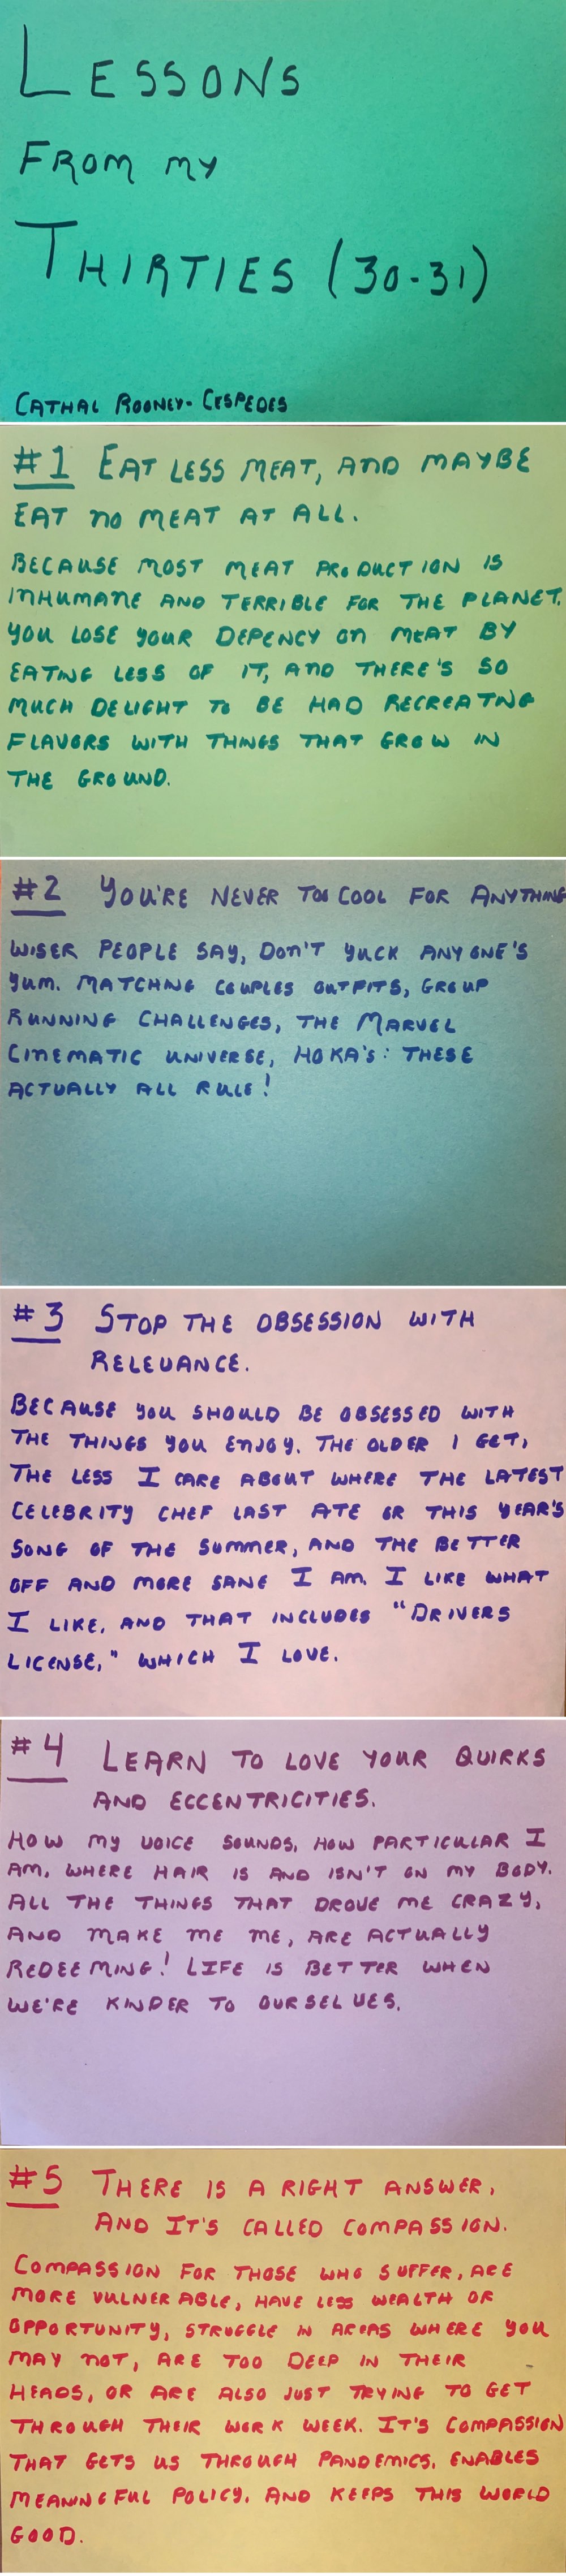 LESSONS
FROM MY
THIRTIES (30-31)
CATHAL ROONEY-CESPEDES
#1 EAT LESS MEAT, AND MAYBE
EAT NO MEAT AT ALL.
BECAUSE MOST MEAT PRODUCTION IS
INHUMANE AND TERRIBLE FOR THE PLANET.
YOU LOSE YOUR DEPENCY ON MEAT BY
EATING LESS OF IT, AND THERE'S SO
MUCH DELIGHT TO BE HAD RECREATING
FLAVORS WITH THINGS THAT GROW IN
THE GROUND.
#2 YOU'RE NEVER TOO COOL FOR ANYTHING
WISER PEOPLE SAY, DON'T YUCK ANYONE'S
YUM. MATCHING COUPLES OUTFITS, GROUP
RUNNING CHALLENGES, THE MARVEL
CINEMATIC UNIVERSE, HOKA'S: THESE
ACTUALLY ALL RULE!
#3 STOP THE OBSESSION WITH
RELEVANCE.
BECAUSE YOU SHOULD BE OBSESSED WITH
THE THINGS YOU ENJOY. THE OLDER I GET,
THE LESS I CARE ABOUT WHERE THE LATEST
CELEBRITY CHEF LAST ATE OR THIS YEAR'S
SONG OF THE SUMMER, AND THE BETTER
OFF AND MORE SANE I AM. I LIKE WHAT
I LIKE, AND THAT INCLUDES "DRIVERS
LICENSE," WHICH I LOVE.
#4 LEARN TO LOVE YOUR QUIRKS
AND ECCENTRICITIES.
HOW MY VOICE SOUNDS, HOW PARTICULAR I
AM, WHERE HAIR IS AND ISN'T ON MY BODY.
ALL THE THINGS THAT DROVE ME CRAZY,
AND MAKE ME ME, ARE ACTUALLY
REDEEMING! LIFE IS BETTER WHEN
WE'RE KINDER TO OURSELVES.
#5 THERE IS A RIGHT ANSWER,
AND IT'S CALLED COMPASSION.
COMPASSION FOR THOSE WHO SUFFER, ARE
MORE VULNERABLE, HAVE LESS WEALTH OR
OPPORTUNITY, STRUGGLE IN AREAS WHERE YOU
MAY NOT, ARE TOO DEEP IN THEIR
HEADS, OR ARE ALSO JUST TRYING TO GET
THROUGH THEIR WORK WEEK. IT'S COMPASSION
THAT GETS US THROUGH PANDEMICS, ENABLES
MEANINGFUL POLICY, AND KEEPS THIS WORLD
GOOD.